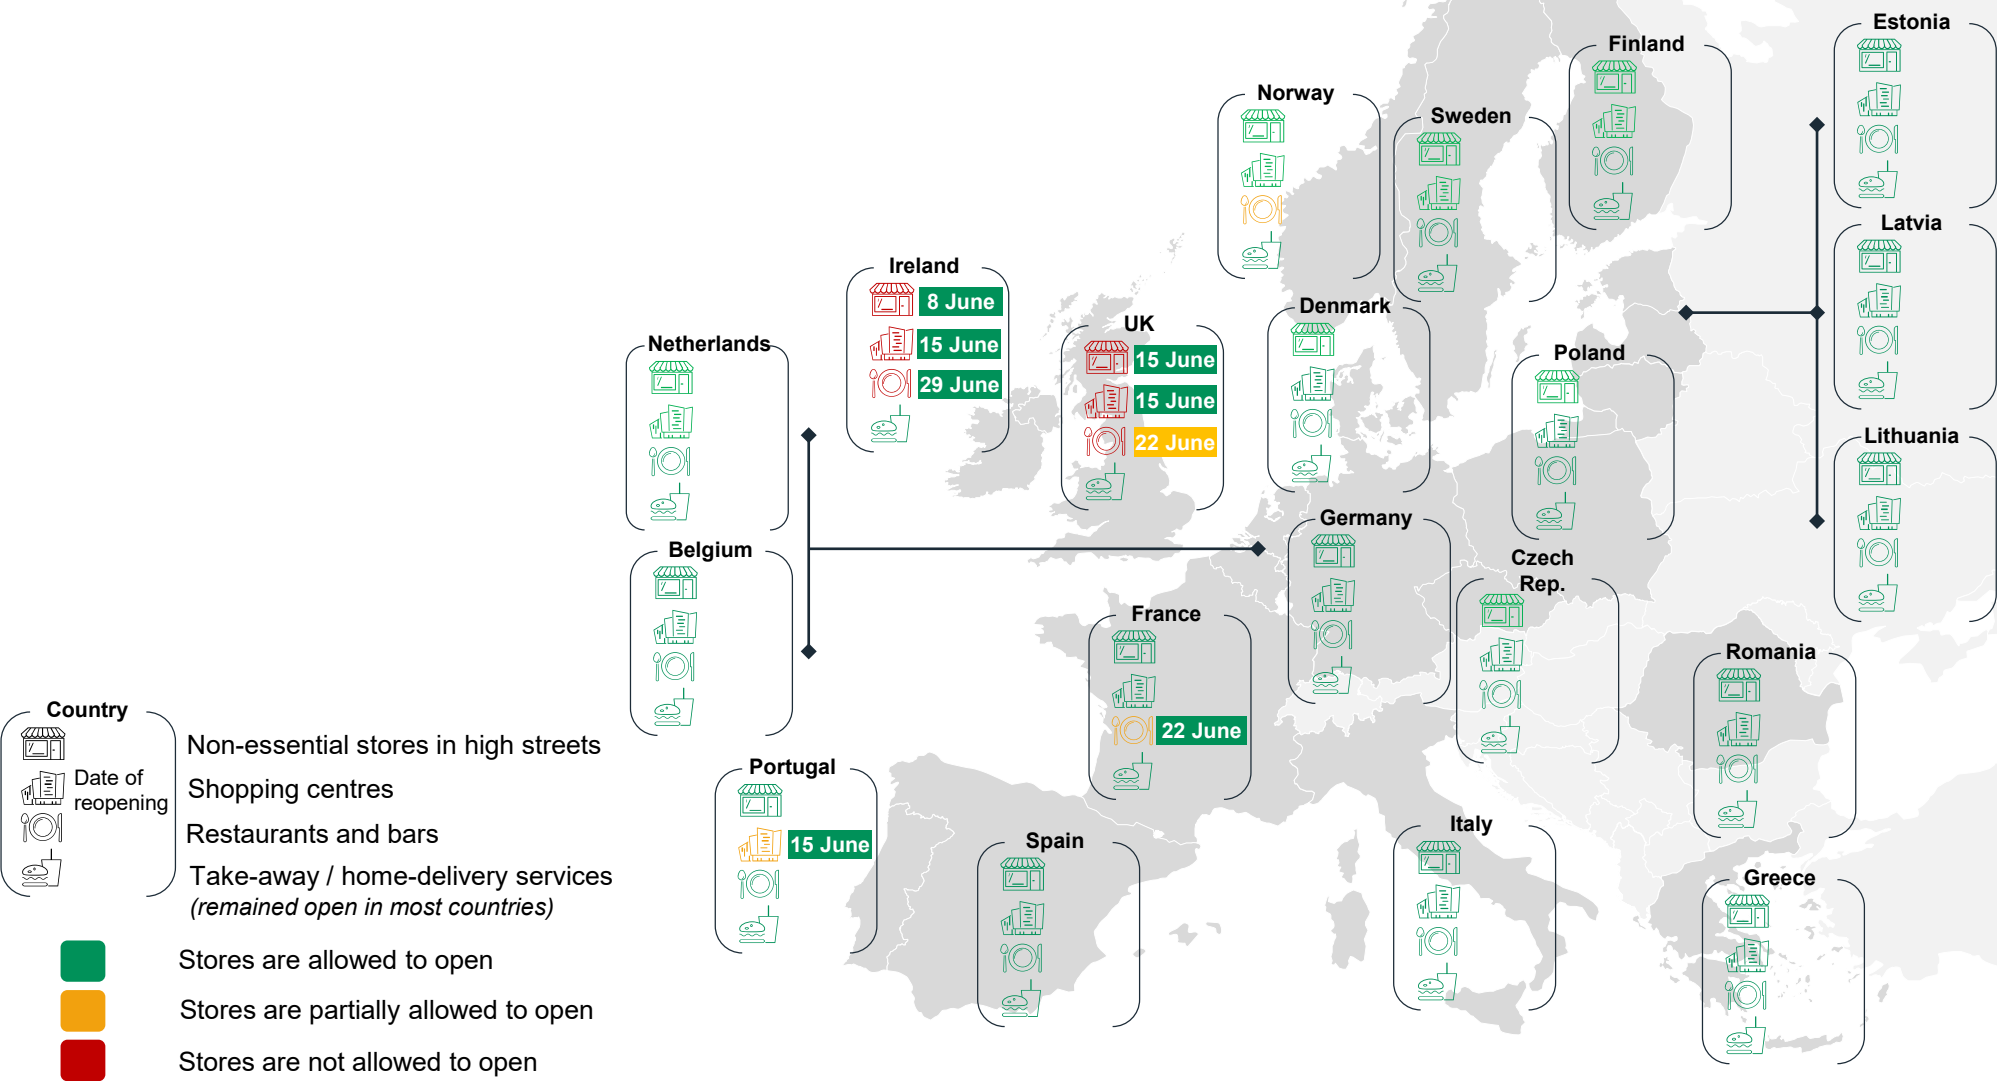 Estonia
Finland
Norway
Sweden
Latvia
Ireland
8 June
15 June
29 June
Denmark
UK
15 June
15 June
22 June
Netherlands
Poland
Lithuania
Germany
Belgium
Czech
Rep.
France
22 June
Romania
Portugal
15 June
Spain
Italy
Greece
Country
Date of
reopening
Non-essential stores in high streets
Shopping centres
Restaurants and bars
Take-away / home-delivery services
(remained open in most countries)
Stores are allowed to open
Stores are partially allowed to open
Stores are not allowed to open